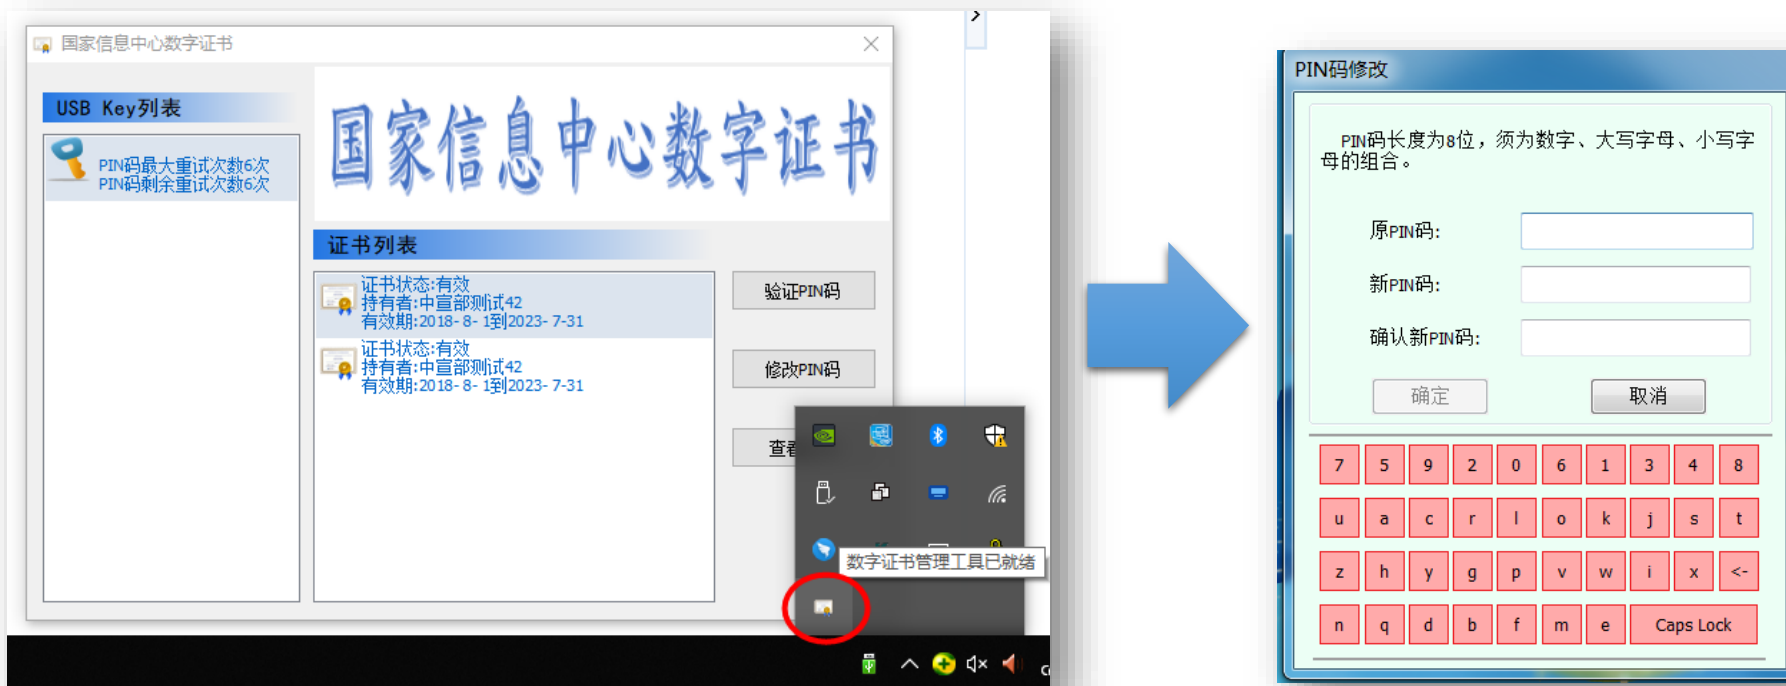 国家信息中心数字证书
USB Key列表
PIN码最大重试次数6次
PIN码剩余重试次数6次
国家信息中心数字证书
证书列表
证书状态:有效
持有者:中宣部测试42
有效期:2018- 8- 1到2023- 7-31
证书状态:有效
持有者:中宣部测试42
有效期:2018- 8- 1到2023- 7-31
验证PIN码
修改PIN码
查
数字证书管理工具已就绪
PIN码修改
PIN码长度为8位，须为数字、大写字母、小写字
母的组合。
原PIN码:
新PIN码:
确认新PIN码:
确定 取消
7 5 9 2 0 6 1 3 4 8
u a c r l o k j s t
z h y g p v w i x <-
n q d b f m e Caps Lock